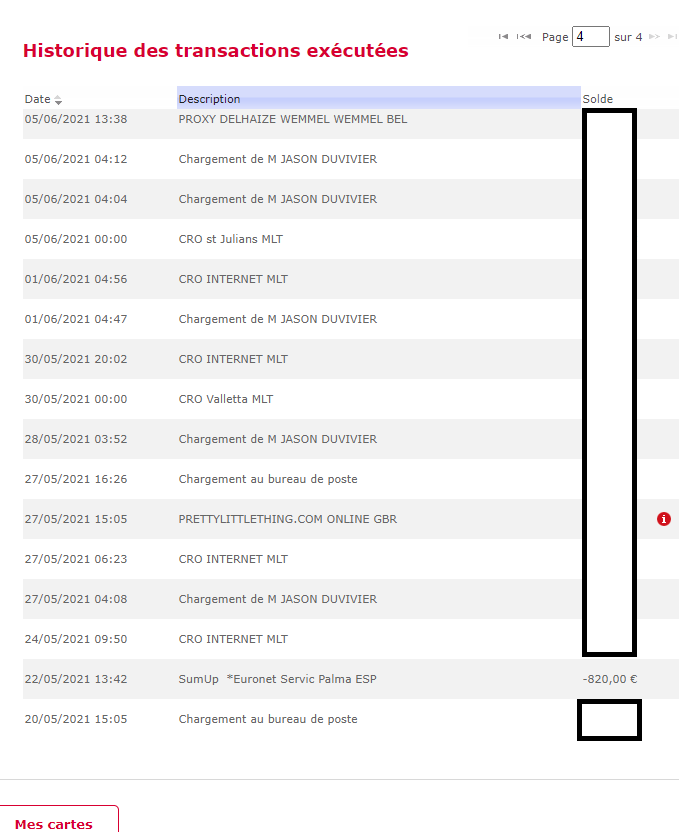 Page 4 sur 4
Historique des transactions exécutées
Date Description Solde
05/06/2021 13:38 PROXY DELHAIZE WEMMEL WEMMEL BEL
05/06/2021 04:12 Chargement de M JASON DUVIVIER
05/06/2021 04:04 Chargement de M JASON DUVIVIER
05/06/2021 00:00 CRO st Julians MLT
01/06/2021 04:56 CRO INTERNET MLT
01/06/2021 04:47 Chargement de M JASON DUVIVIER
30/05/2021 20:02 CRO INTERNET MLT
30/05/2021 00:00 CRO Valletta MLT
28/05/2021 03:52 Chargement de M JASON DUVIVIER
27/05/2021 16:26 Chargement au bureau de poste
27/05/2021 15:05 PRETTYLITTLETHING.COM ONLINE GBR
27/05/2021 06:23 CRO INTERNET MLT
27/05/2021 04:08 Chargement de M JASON DUVIVIER
24/05/2021 09:50 CRO INTERNET MLT
22/05/2021 13:42 SumUp *Euronet Servic Palma ESP -820,00 €
20/05/2021 15:05 Chargement au bureau de poste
Mes cartes